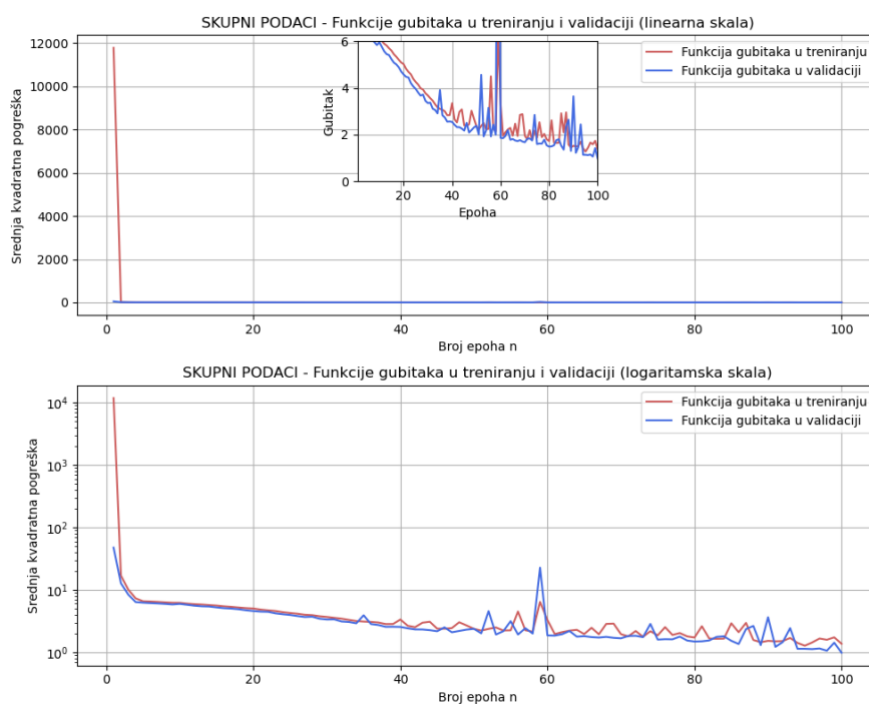 SKUPNI PODACI - Funkcije gubitaka u treniranju i validaciji (linearna skala)
Srednja kvadratna pogreška
12000
10000
8000
6000
4000
2000
0
0
20
40
60
80
100
Broj epoha n
Gubitak
6
4
2
0
20
40
60
80
100
Epoha
Funkcija gubitaka u treniranju
Funkcija gubitaka u validaciji
SKUPNI PODACI - Funkcije gubitaka u treniranju i validaciji (logaritamska skala)
Srednja kvadratna pogreška
10⁴
10³
10²
10¹
10⁰
0
20
40
60
80
100
Broj epoha n
Funkcija gubitaka u treniranju
Funkcija gubitaka u validaciji